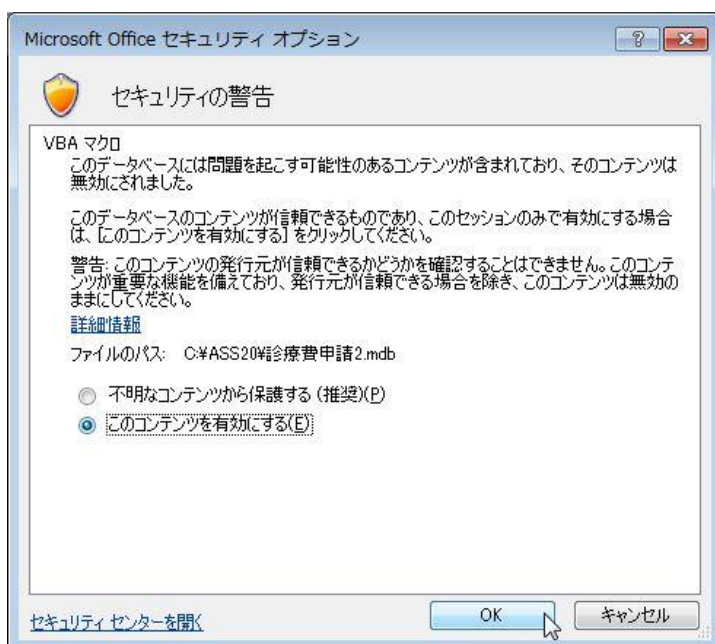 Microsoft Office セキュリティ オプション
セキュリティの警告
VBA マクロ
このデータベースには問題を起こす可能性のあるコンテンツが含まれており、そのコンテンツは
無効にされました。
このデータベースのコンテンツが信頼できるものであり、このセッションのみで有効にする場合
は、[このコンテンツを有効にする] をクリックしてください。
警告: このコンテンツの発行元が信頼できるかどうかを確認することはできません。このコンテ
ンツが重要な機能を備えており、発行元が信頼できる場合を除き、このコンテンツは無効の
ままにしてください。
詳細情報
ファイルのパス: C:¥ASS20¥診療費申請2.mdb
不明なコンテンツから保護する (推奨)(P)
このコンテンツを有効にする(E)
セキュリティ センターを開く
OK
キャンセル